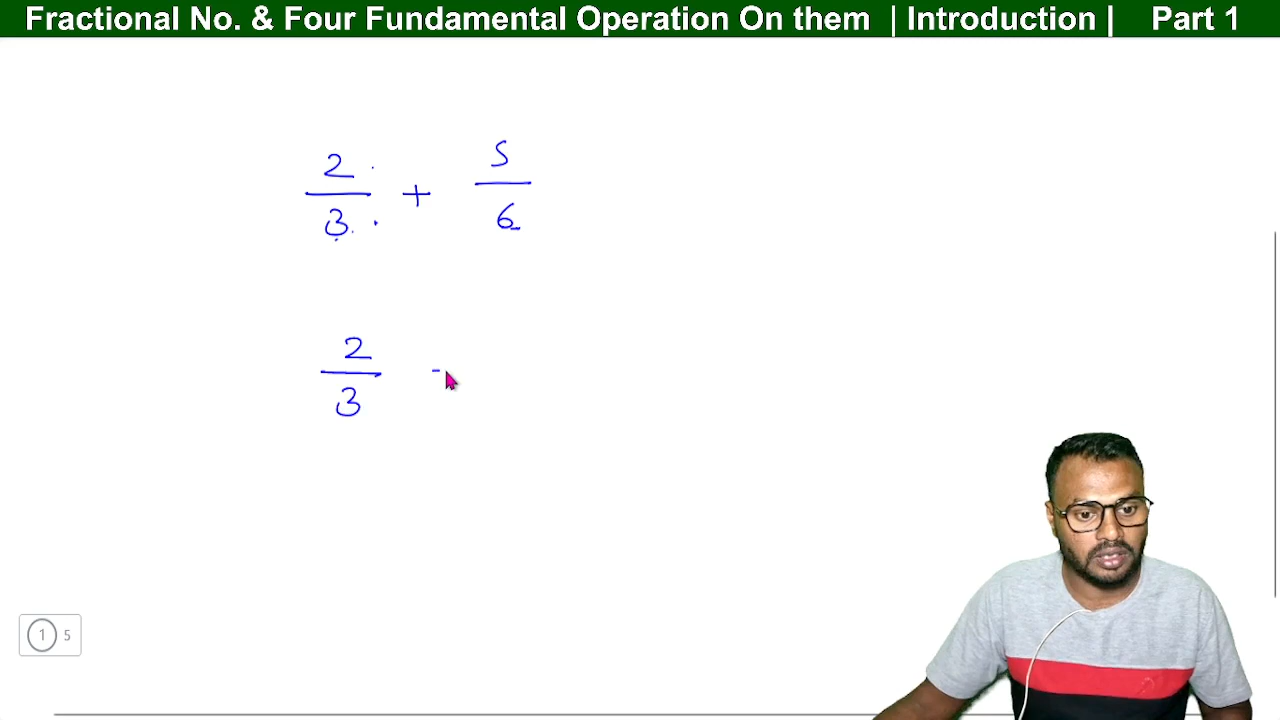 Fractional No. & Four Fundamental Operation On them | Introduction | Part 1
2/3 + 5/6
2/3 -
1 5